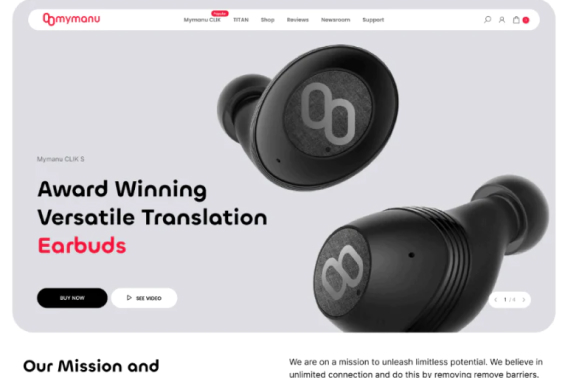 mymanu
Mymanu CLIK
Popular
TITAN
Shop
Reviews
Newsroom
Support
Mymanu CLIK S
Award Winning
Versatile Translation
Earbuds
BUY NOW
SEE VIDEO
1 / 4
Our Mission and
We are on a mission to unleash limitless potential. We believe in
unlimited connection and do this by removing remove barriers.